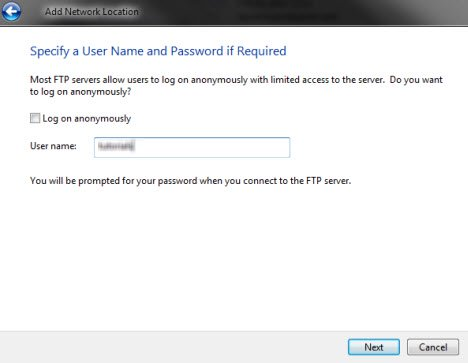 Add Network Location
Specify a User Name and Password if Required
Most FTP servers allow users to log on anonymously with limited access to the server. Do you want
to log on anonymously?
Log on anonymously
User name:
You will be prompted for your password when you connect to the FTP server.
Next
Cancel